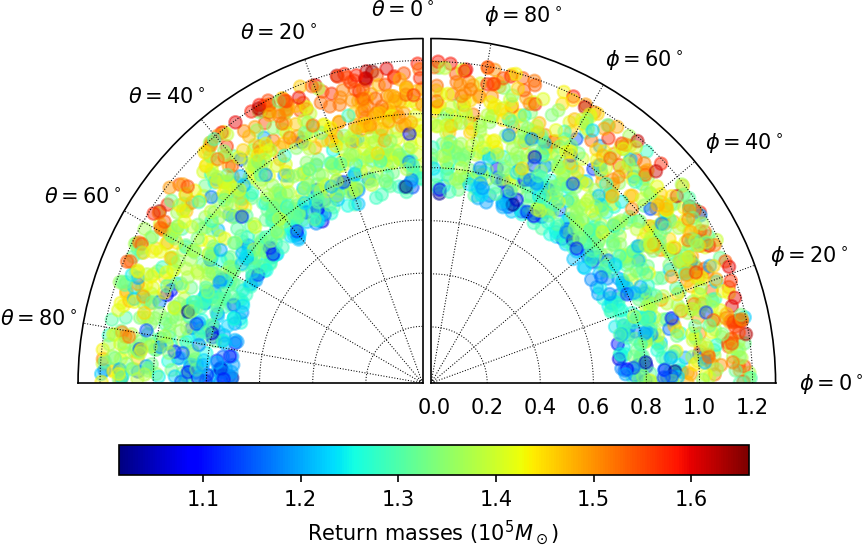 θ = 0° ϕ = 80°
θ = 20° ϕ = 60°
θ = 40° ϕ = 40°
θ = 60° ϕ = 20°
θ = 80° ϕ = 0°
0.0 0.2 0.4 0.6 0.8 1.0 1.2
1.1 1.2 1.3 1.4 1.5 1.6
Return masses (10⁵M☉)